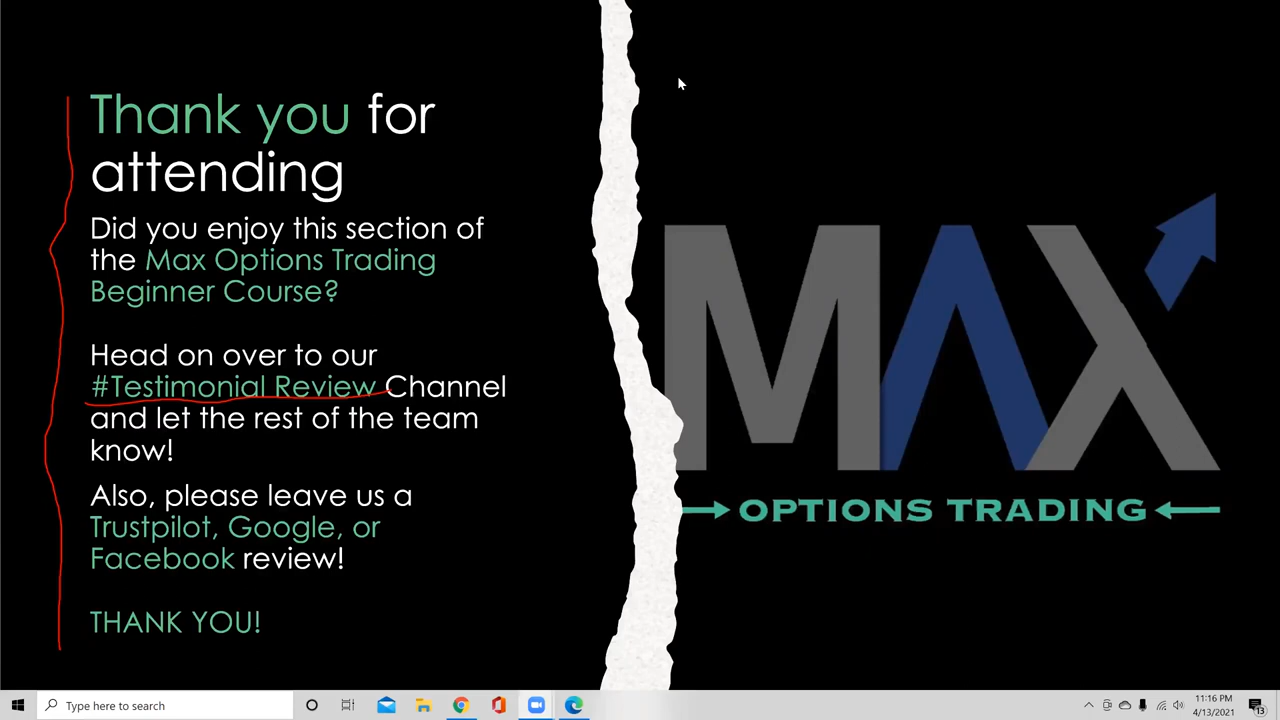 Thank you for
attending
Did you enjoy this section of
the Max Options Trading
Beginner Course?
Head on over to our
#Testimonial Review Channel
and let the rest of the team
know!
Also, please leave us a
Trustpilot, Google, or
Facebook review!
THANK YOU!
MAX
OPTIONS TRADING
Type here to search
11:16 PM
4/13/2021
13